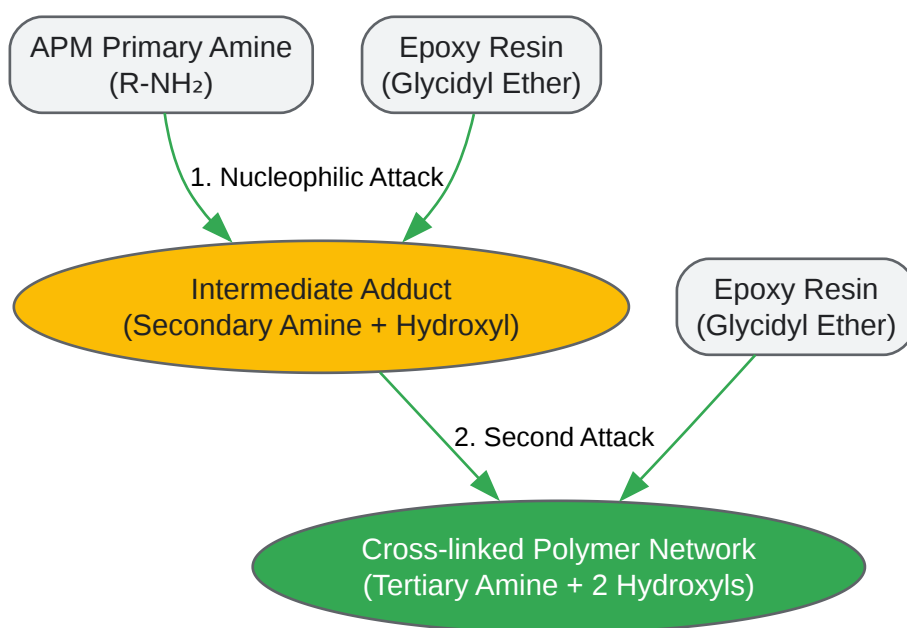 APM Primary Amine
(R-NH₂)
Epoxy Resin
(Glycidyl Ether)
1. Nucleophilic Attack
Intermediate Adduct
(Secondary Amine + Hydroxyl)
Epoxy Resin
(Glycidyl Ether)
2. Second Attack
Cross-linked Polymer Network
(Tertiary Amine + 2 Hydroxyls)